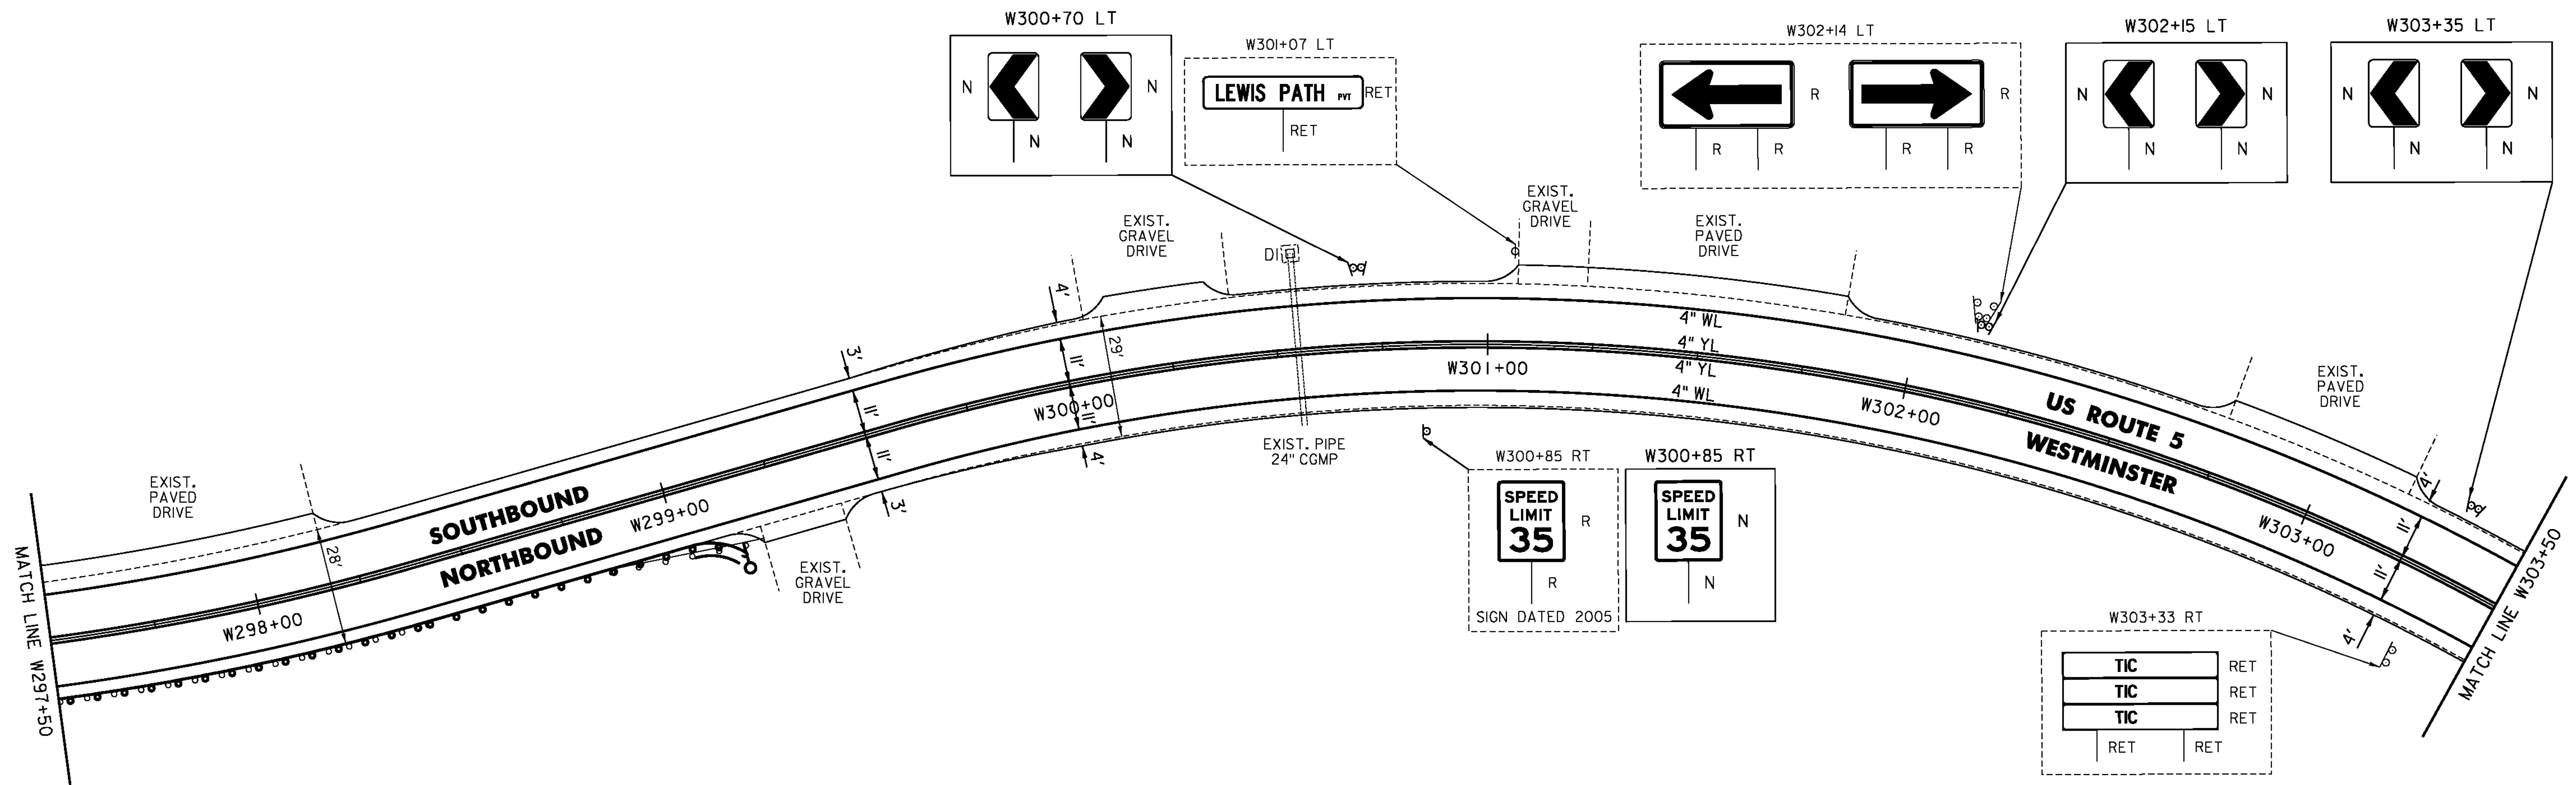 W300+70 LT
N
N
N
N
W301+07 LT
LEWIS PATH PVT
RET
RET
W302+14 LT
R
R
R
R
R
R
W302+15 LT
N
N
N
N
W303+35 LT
N
N
N
N
EXIST.
GRAVEL
DRIVE
DI
EXIST.
GRAVEL
DRIVE
EXIST.
PAVED
DRIVE
EXIST.
PAVED
DRIVE
EXIST.
PAVED
DRIVE
4'
3'
11'
11'
29'
11'
11'
4'
3'
28'
4" WL
4" YL
4" YL
4" WL
W298+00
W299+00
W300+00
W301+00
W302+00
W303+00
SOUTHBOUND
NORTHBOUND
US ROUTE 5
WESTMINSTER
4'
11'
11'
4'
EXIST.
GRAVEL
DRIVE
EXIST. PIPE
24" CGMP
W300+85 RT
SPEED
LIMIT
35
R
R
SIGN DATED 2005
W300+85 RT
SPEED
LIMIT
35
N
N
W303+33 RT
TIC RET
TIC RET
TIC RET
RET RET
MATCH LINE W297+50
MATCH LINE W303+50